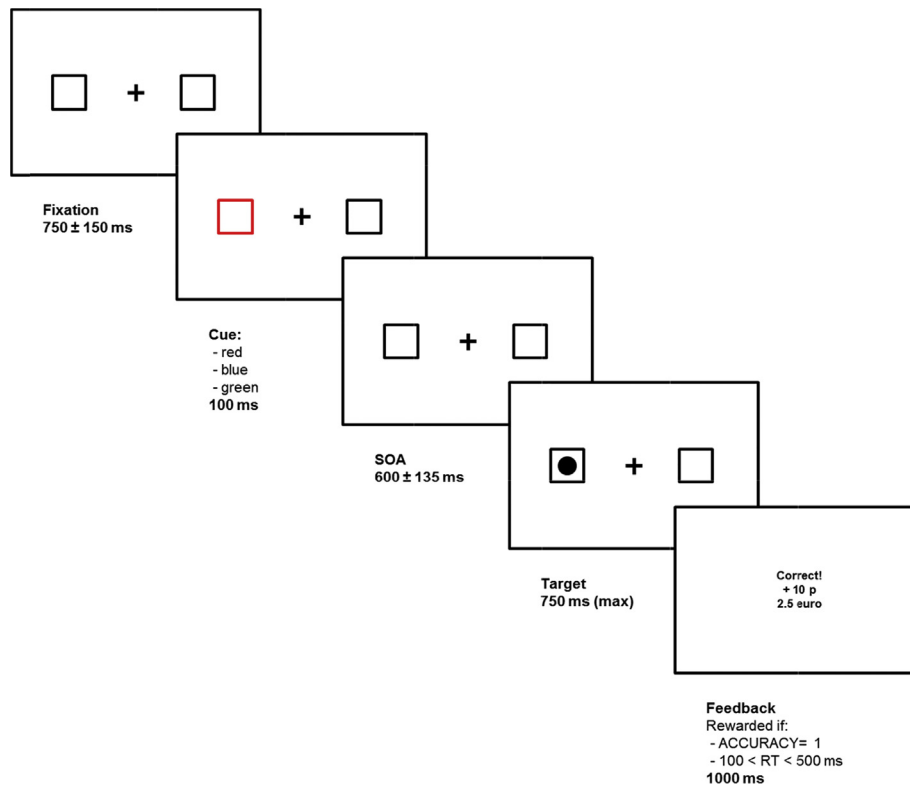 Fixation
750 ± 150 ms
Cue:
- red
- blue
- green
100 ms
SOA
600 ± 135 ms
Target
750 ms (max)
Correct!
+ 10 p
2.5 euro
Feedback
Rewarded if:
- ACCURACY= 1
- 100 < RT < 500 ms
1000 ms